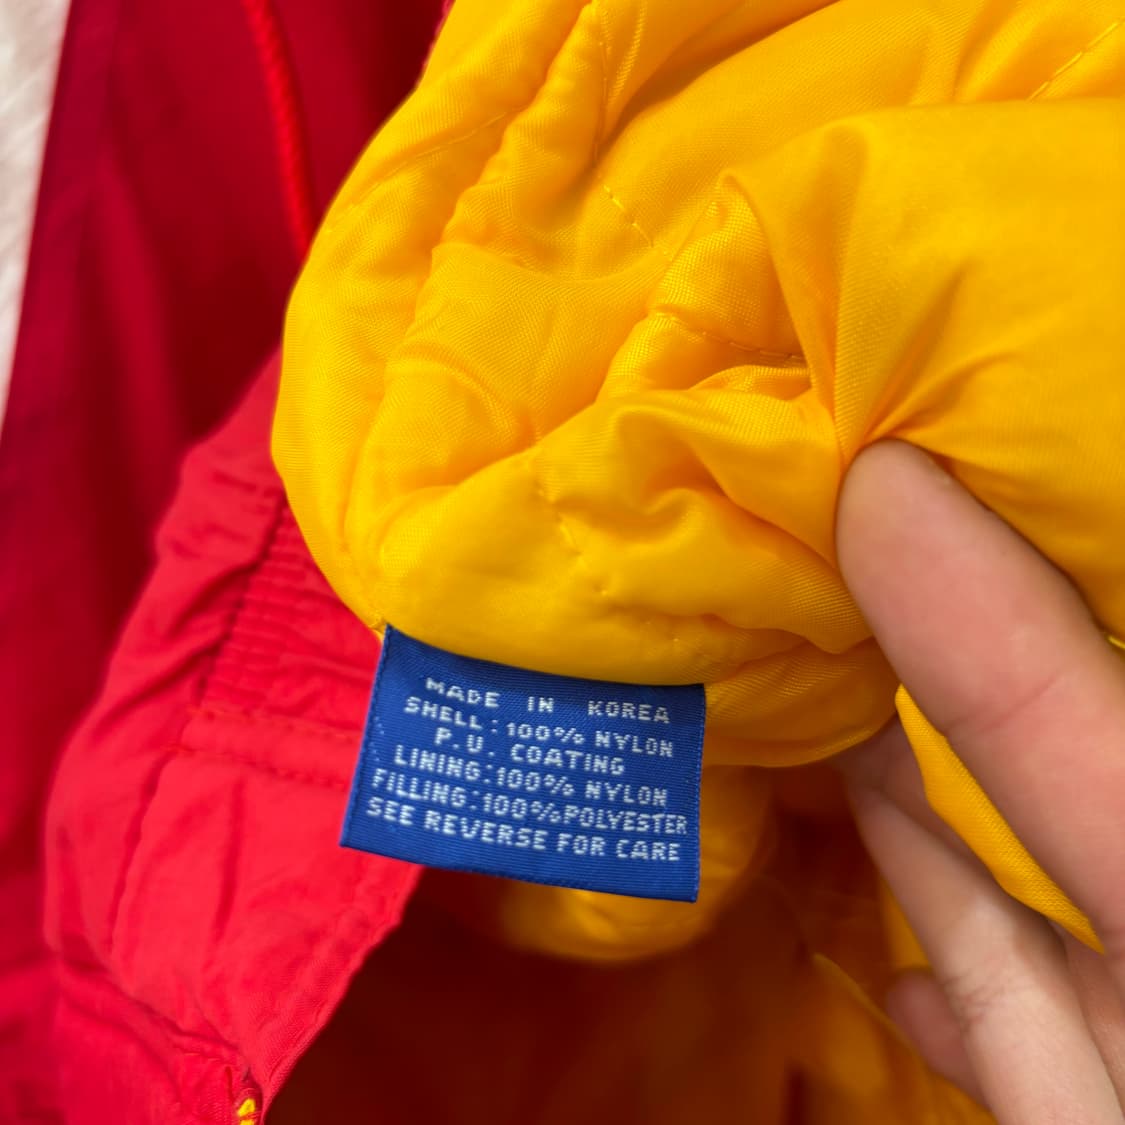 MADE IN KOREA
SHELL:100% NYLON
P.U. COATING
LINING:100% NYLON
FILLING:100%POLYESTER
SEE REVERSE FOR CARE